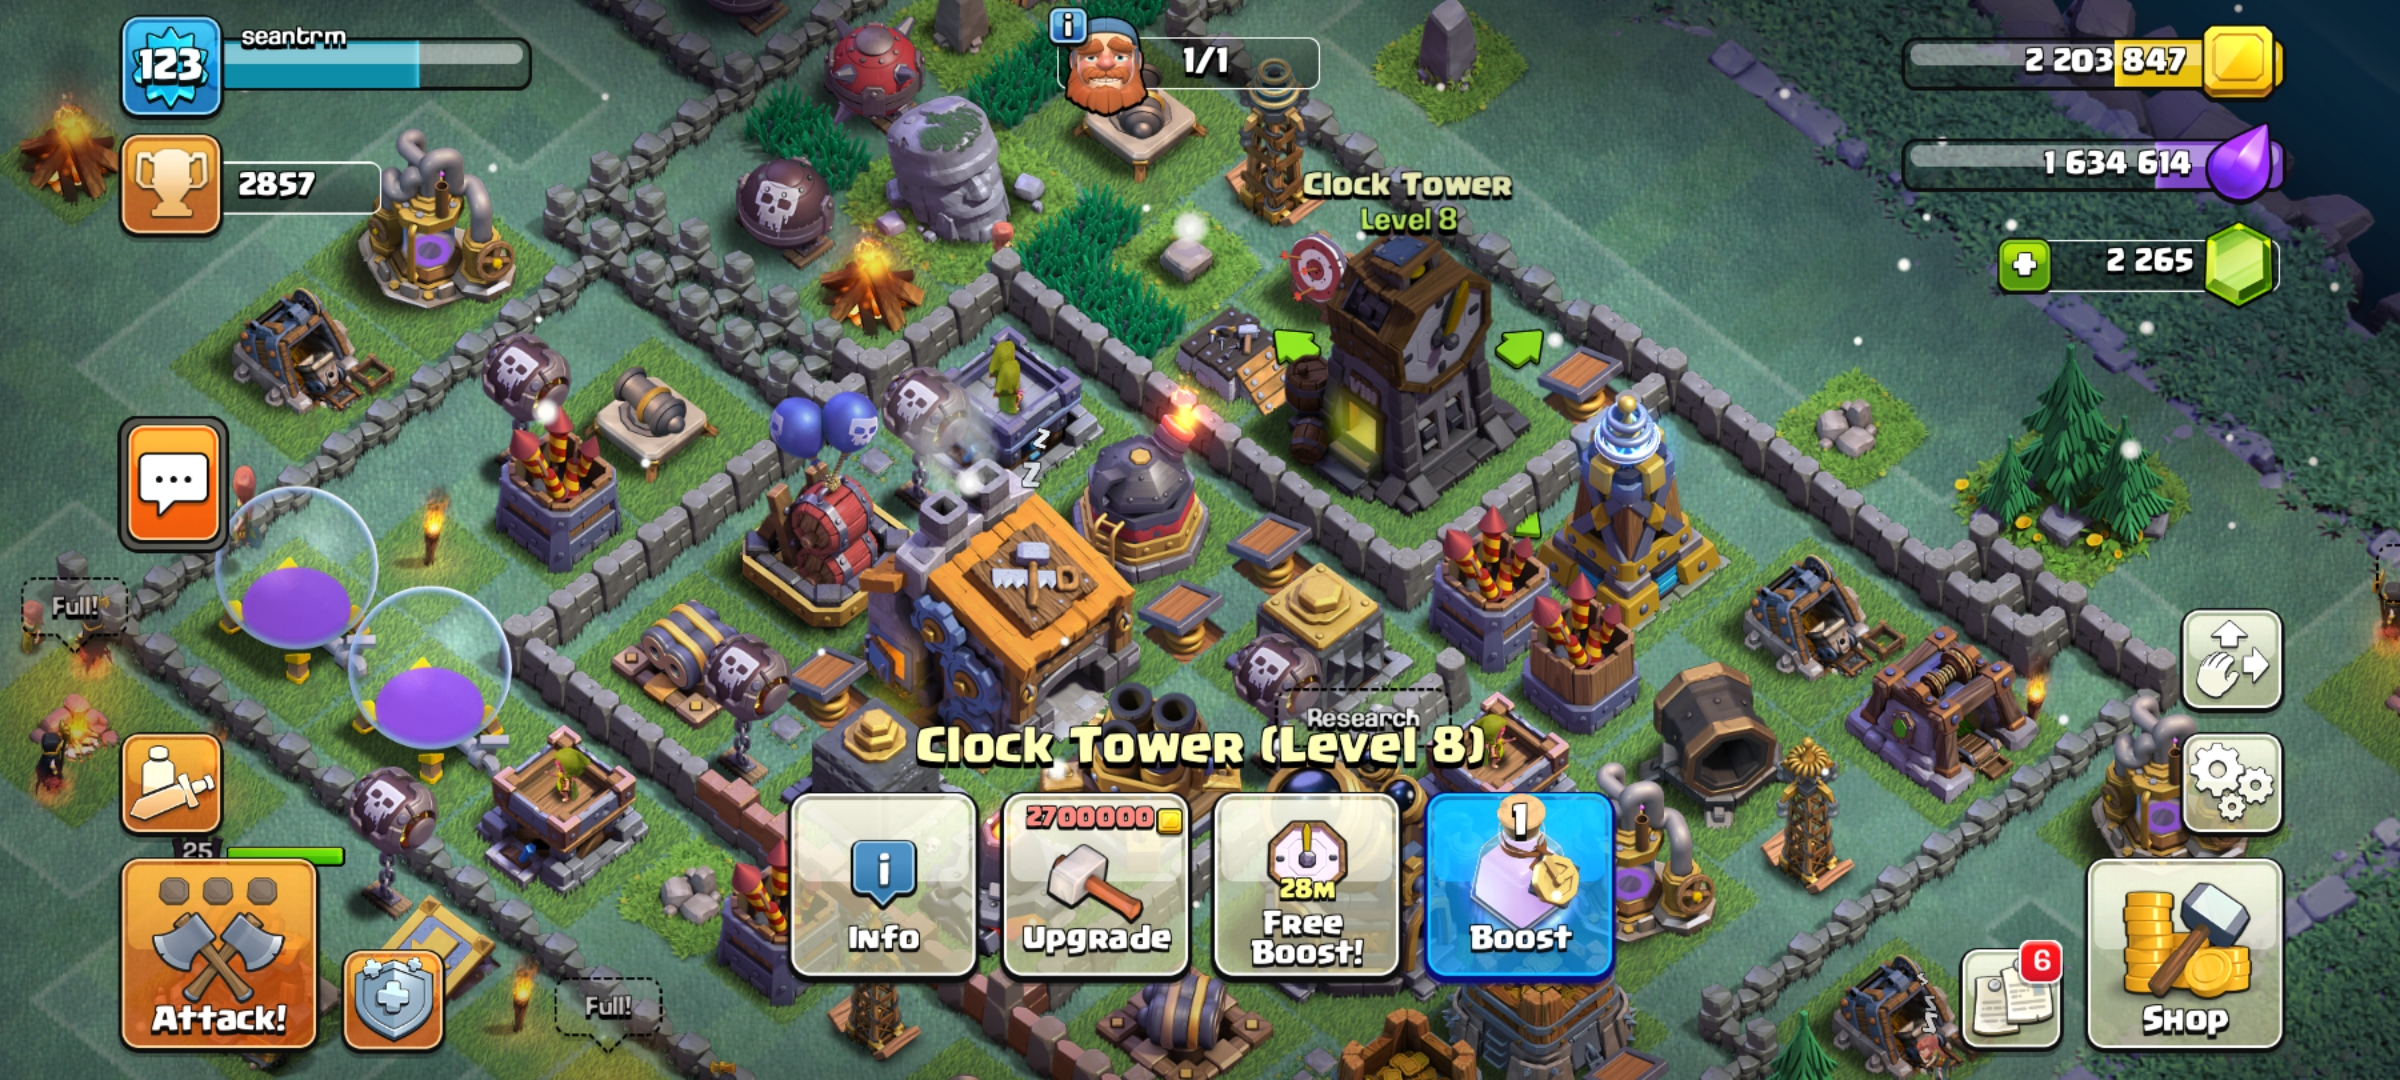 123
seantrm
1/1
2 203 847
2857
1 634 614
Clock Tower
Level 8
2 265
z
Z
Full!
Research
Clock Tower (Level 8)
25
2700000
1
28M
Info
Upgrade
Free
Boost!
Boost
Attack!
Full!
6
Shop